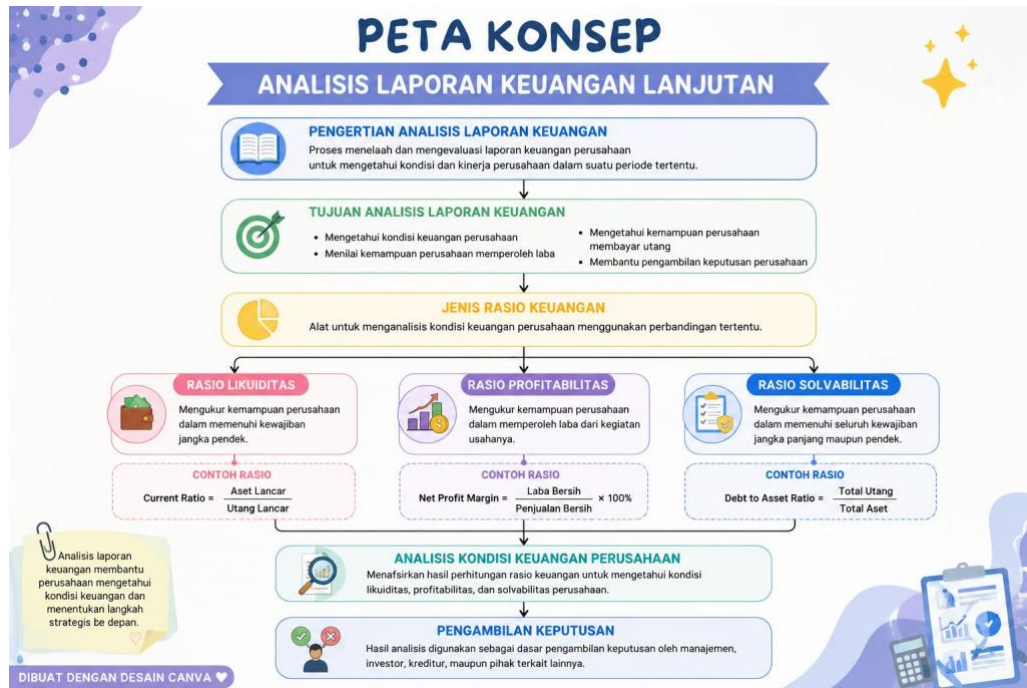 PETA KONSEP
ANALISIS LAPORAN KEUANGAN LANJUTAN
PENGERTIAN ANALISIS LAPORAN KEUANGAN
Proses menelaah dan mengevaluasi laporan keuangan perusahaan
untuk mengetahui kondisi dan kinerja perusahaan dalam suatu periode tertentu.
TUJUAN ANALISIS LAPORAN KEUANGAN
• Mengetahui kondisi keuangan perusahaan
• Menilai kemampuan perusahaan memperoleh laba
• Mengetahui kemampuan perusahaan
membayar utang
• Membantu pengambilan keputusan perusahaan
JENIS RASIO KEUANGAN
Alat untuk menganalisis kondisi keuangan perusahaan menggunakan perbandingan tertentu.
RASIO LIKUIDITAS
Mengukur kemampuan perusahaan
dalam memenuhi kewajiban
jangka pendek.
CONTOH RASIO
Current Ratio = Aset Lancar
Utang Lancar
RASIO PROFITABILITAS
Mengukur kemampuan perusahaan
dalam memperoleh laba dari kegiatan
usahanya.
CONTOH RASIO
Net Profit Margin = Laba Bersih × 100%
Penjualan Bersih
RASIO SOLVABILITAS
Mengukur kemampuan perusahaan
dalam memenuhi seluruh kewajiban
jangka panjang maupun pendek.
CONTOH RASIO
Debt to Asset Ratio = Total Utang
Total Aset
ANALISIS KONDISI KEUANGAN PERUSAHAAN
Menafsirkan hasil perhitungan rasio keuangan untuk mengetahui kondisi
likuiditas, profitabilitas, dan solvabilitas perusahaan.
PENGAMBILAN KEPUTUSAN
Hasil analisis digunakan sebagai dasar pengambilan keputusan oleh manajemen,
investor, kreditur, maupun pihak terkait lainnya.
Analisis laporan
keuangan membantu
perusahaan mengetahui
kondisi keuangan dan
menentukan langkah
strategis be depan.
DIBUAT DENGAN DESAIN CANVA